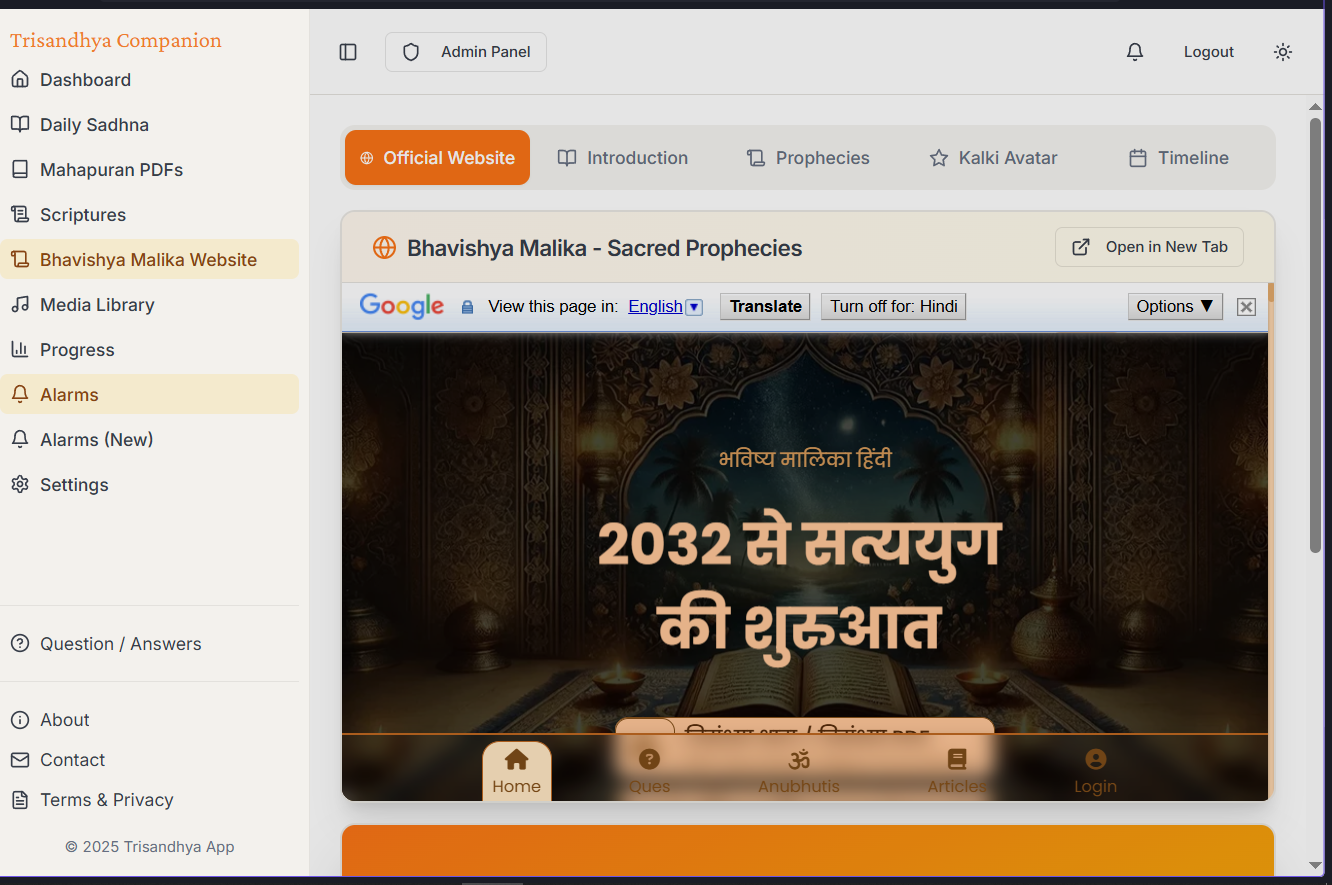 Trisandhya Companion
Dashboard
Daily Sadhna
Mahapuran PDFs
Scriptures
Bhavishya Malika Website
Media Library
Progress
Alarms
Alarms (New)
Settings
Question / Answers
About
Contact
Terms & Privacy
© 2025 Trisandhya App
Admin Panel
Logout
Official Website
Introduction
Prophecies
Kalki Avatar
Timeline
Bhavishya Malika - Sacred Prophecies
Open in New Tab
Google View this page in: English Translate Turn off for: Hindi Options ▼
भविष्य मालिका हिंदी
2032 से सत्ययुग
की शुरुआत
Home
Ques
ॐ
Anubhutis
Articles
Login